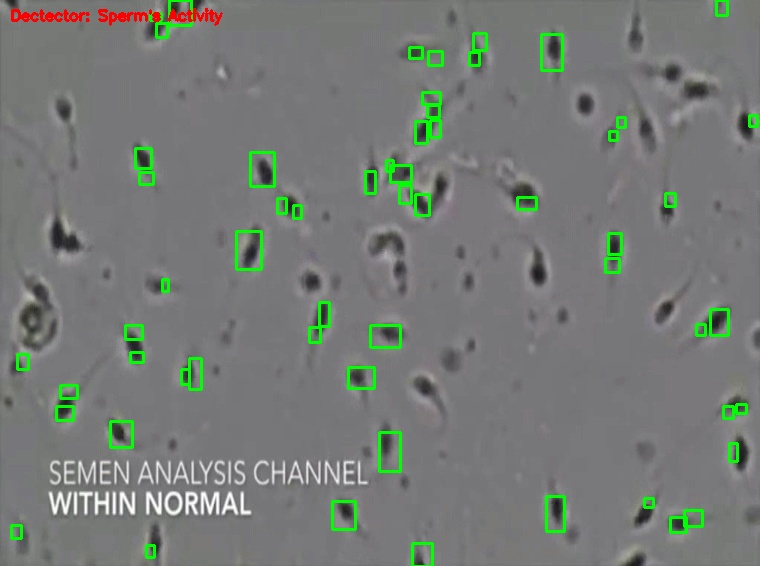 Dectector: Sperm's Activity
SEMEN ANALYSIS CHANNEL
WITHIN NORMAL